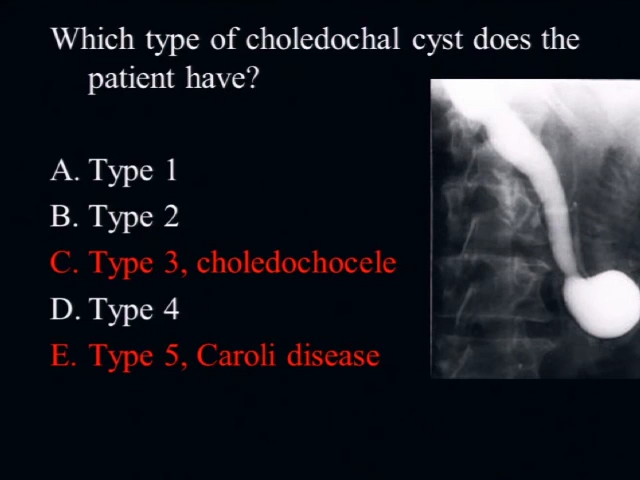 Which type of choledochal cyst does the
patient have?
A. Type 1
B. Type 2
C. Type 3, choledochocele
D. Type 4
E. Type 5, Caroli disease